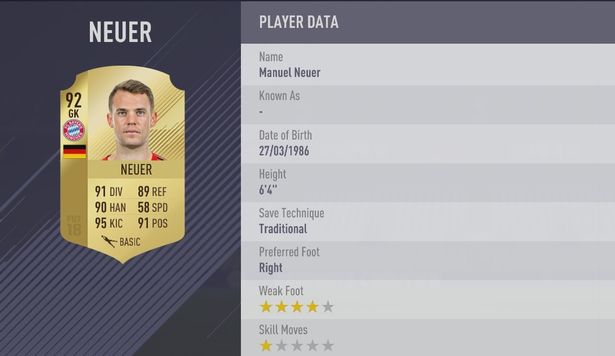 NEUER
92
GK
NEUER
91 DIV 89 REF
90 HAN 58 SPD
95 KIC 91 POS
BASIC
FIFA
18
PLAYER DATA
Name
Manuel Neuer
Known As
-
Date of Birth
27/03/1986
Height
6'4"
Save Technique
Traditional
Preferred Foot
Right
Weak Foot
Skill Moves